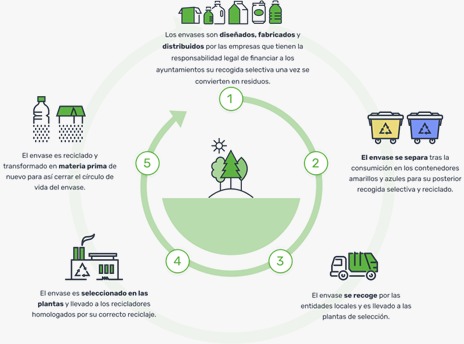 Los envases son diseñados, fabricados y
distribuidos por las empresas que tienen la
responsabilidad legal de financiar a los
ayuntamientos su recogida selectiva una vez se
convierten en residuos.
1
El envase es reciclado y
transformado en materia prima de
nuevo para así cerrar el círculo de
vida del envase.
5
2
El envase se separa tras la
consumición en los contenedores
amarillos y azules para su posterior
recogida selectiva y reciclado.
4
3
El envase es seleccionado en las
plantas y llevado a los recicladores
homologados por su correcto reciclaje.
El envase se recoge por las
entidades locales y es llevado a las
plantas de selección.